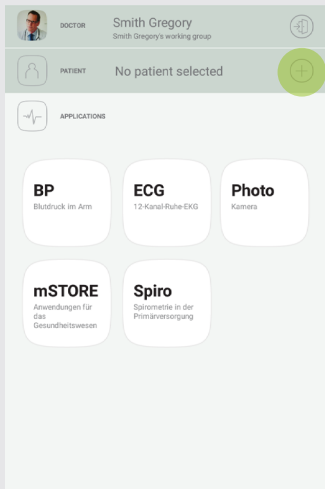 DOCTOR
Smith Gregory
Smith Gregory's working group
PATIENT
No patient selected
APPLICATIONS
BP
Blutdruck im Arm
ECG
12-Kanal-Ruhe-EKG
Photo
Kamera
mSTORE
Anwendungen für
das
Gesundheitswesen
Spiro
Spirometrie in der
Primärversorgung